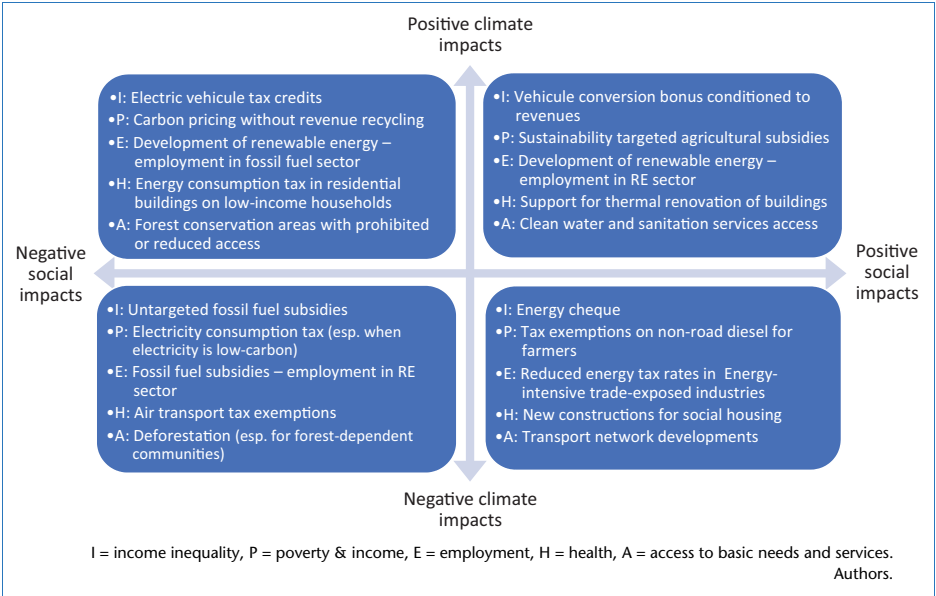 Positive climate
impacts
•I: Electric vehicule tax credits
•P: Carbon pricing without revenue recycling
•E: Development of renewable energy –
employment in fossil fuel sector
•H: Energy consumption tax in residential
buildings on low-income households
•A: Forest conservation areas with prohibited
or reduced access
•I: Vehicule conversion bonus conditioned to
revenues
•P: Sustainability targeted agricultural subsidies
•E: Development of renewable energy –
employment in RE sector
•H: Support for thermal renovation of buildings
•A: Clean water and sanitation services access
Negative
social
impacts
Positive
social
impacts
•I: Untargeted fossil fuel subsidies
•P: Electricity consumption tax (esp. when
electricity is low-carbon)
•E: Fossil fuel subsidies – employment in RE
sector
•H: Air transport tax exemptions
•A: Deforestation (esp. for forest-dependent
communities)
•I: Energy cheque
•P: Tax exemptions on non-road diesel for
farmers
•E: Reduced energy tax rates in Energy-
intensive trade-exposed industries
•H: New constructions for social housing
•A: Transport network developments
Negative climate
impacts
I = income inequality, P = poverty & income, E = employment, H = health, A = access to basic needs and services.
Authors.